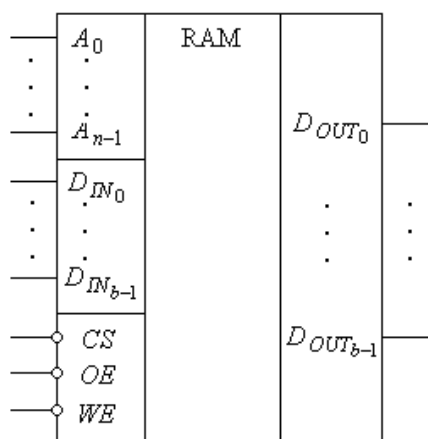 A0 RAM
An−1
DIN0
DINb−1
CS
OE
WE
DOUT0
DOUTb−1